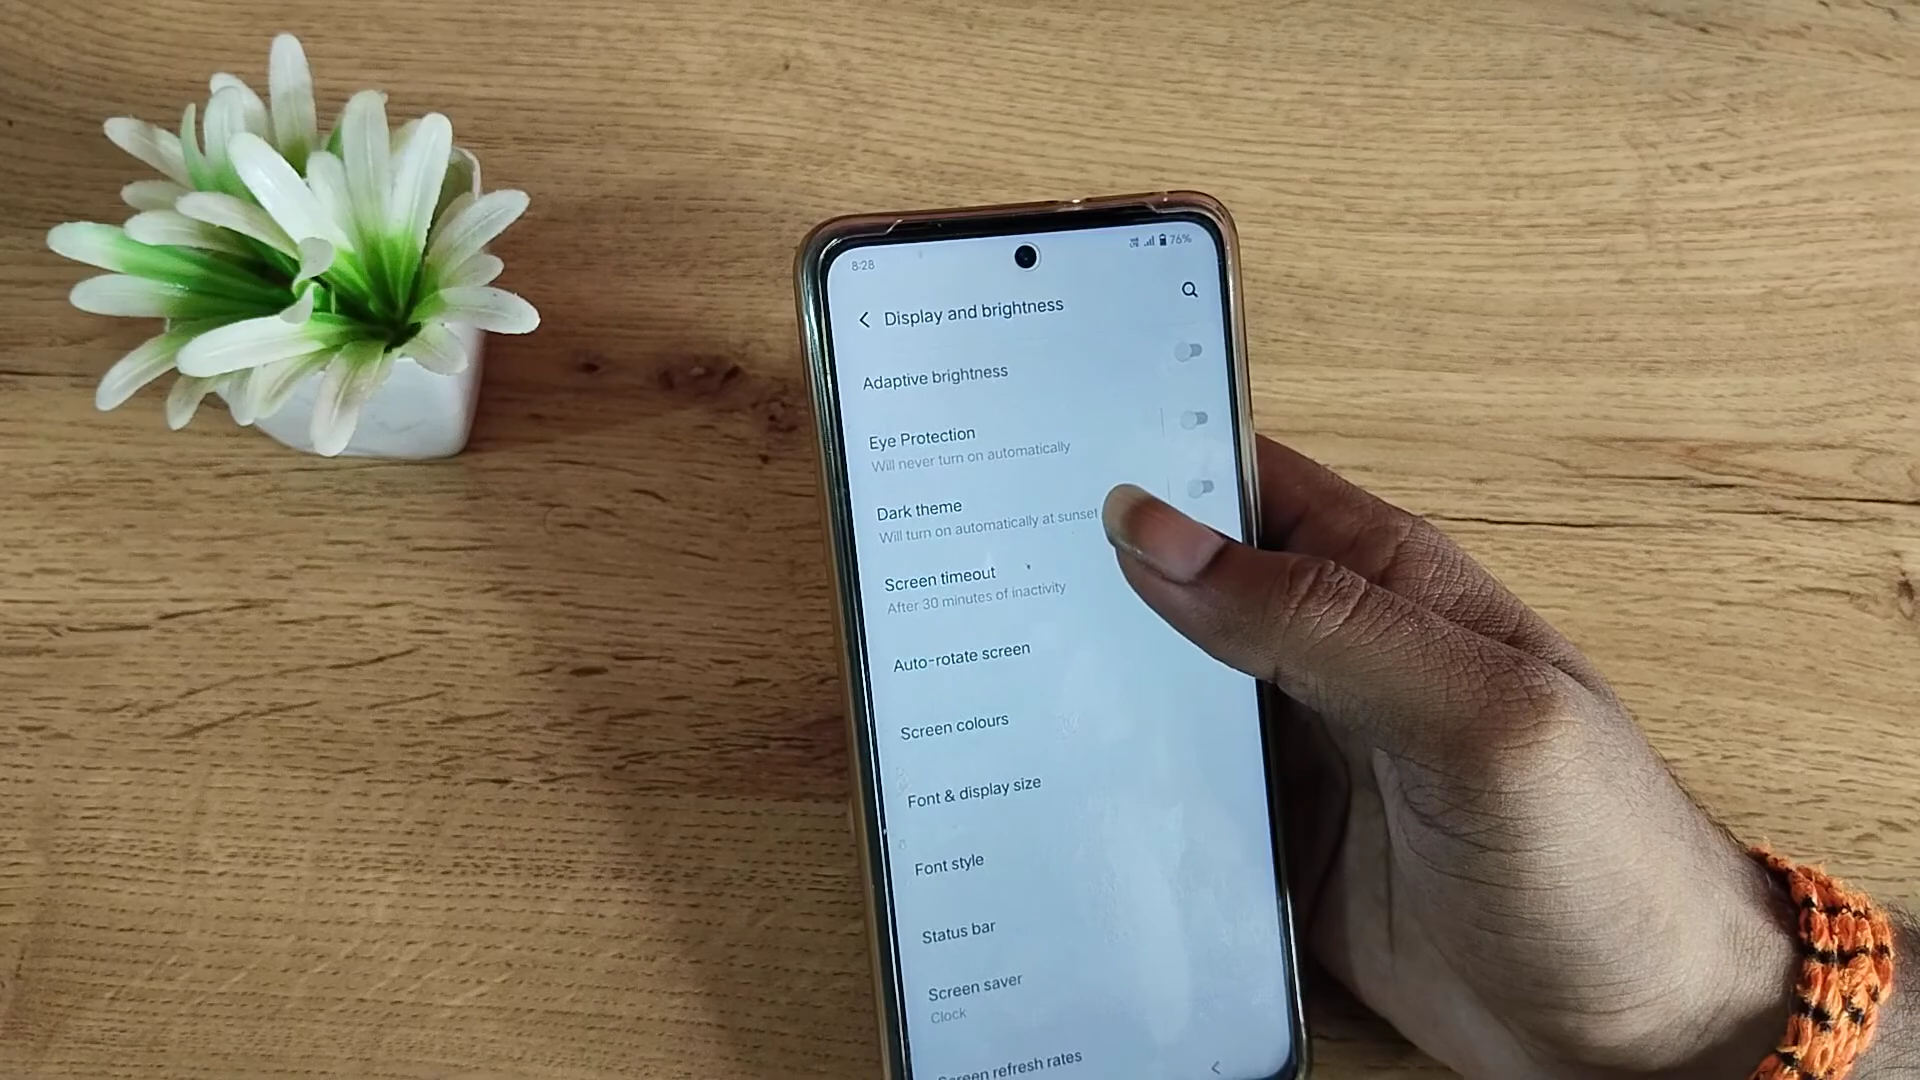 8:28
76%
Display and brightness
Adaptive brightness
Eye Protection
Will never turn on automatically
Dark theme
Will turn on automatically at sunset
Screen timeout
After 30 minutes of inactivity
Auto-rotate screen
Screen colours
Font & display size
Font style
Status bar
Screen saver
Clock
Screen refresh rates